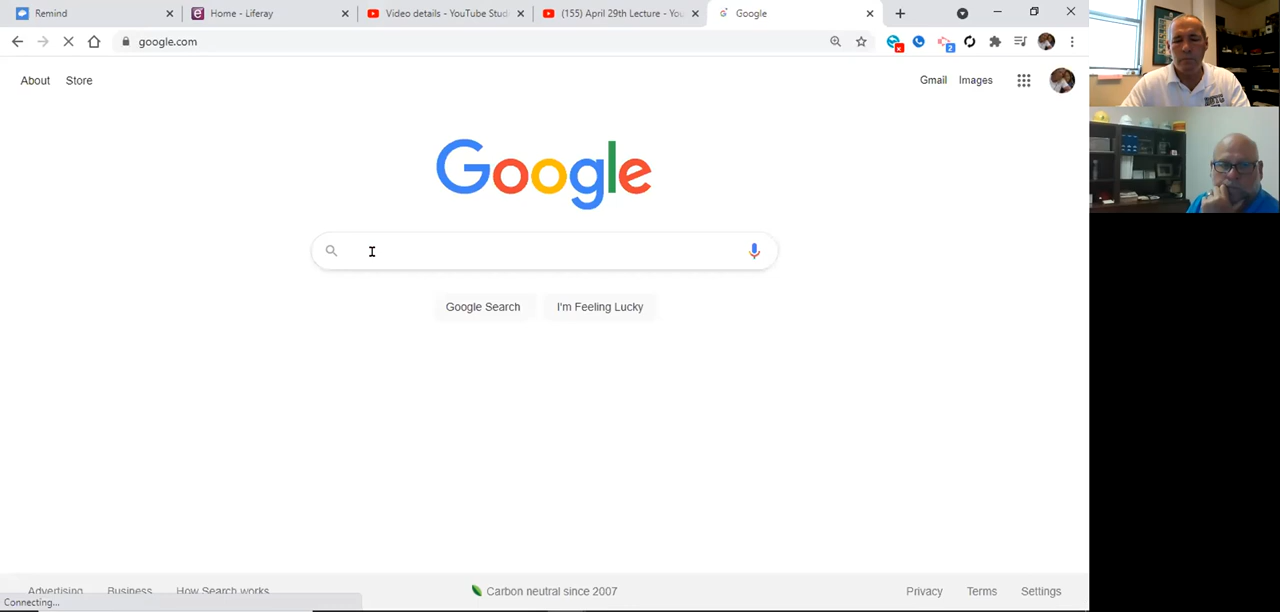 Remind
Home - Liferay
Video details - YouTube Stud
(155) April 29th Lecture - You
Google
google.com
2
About
Store
Gmail
Images
Google
Google Search
I'm Feeling Lucky
Advertising
Business
How Search works
Carbon neutral since 2007
Privacy
Terms
Settings
Connecting...